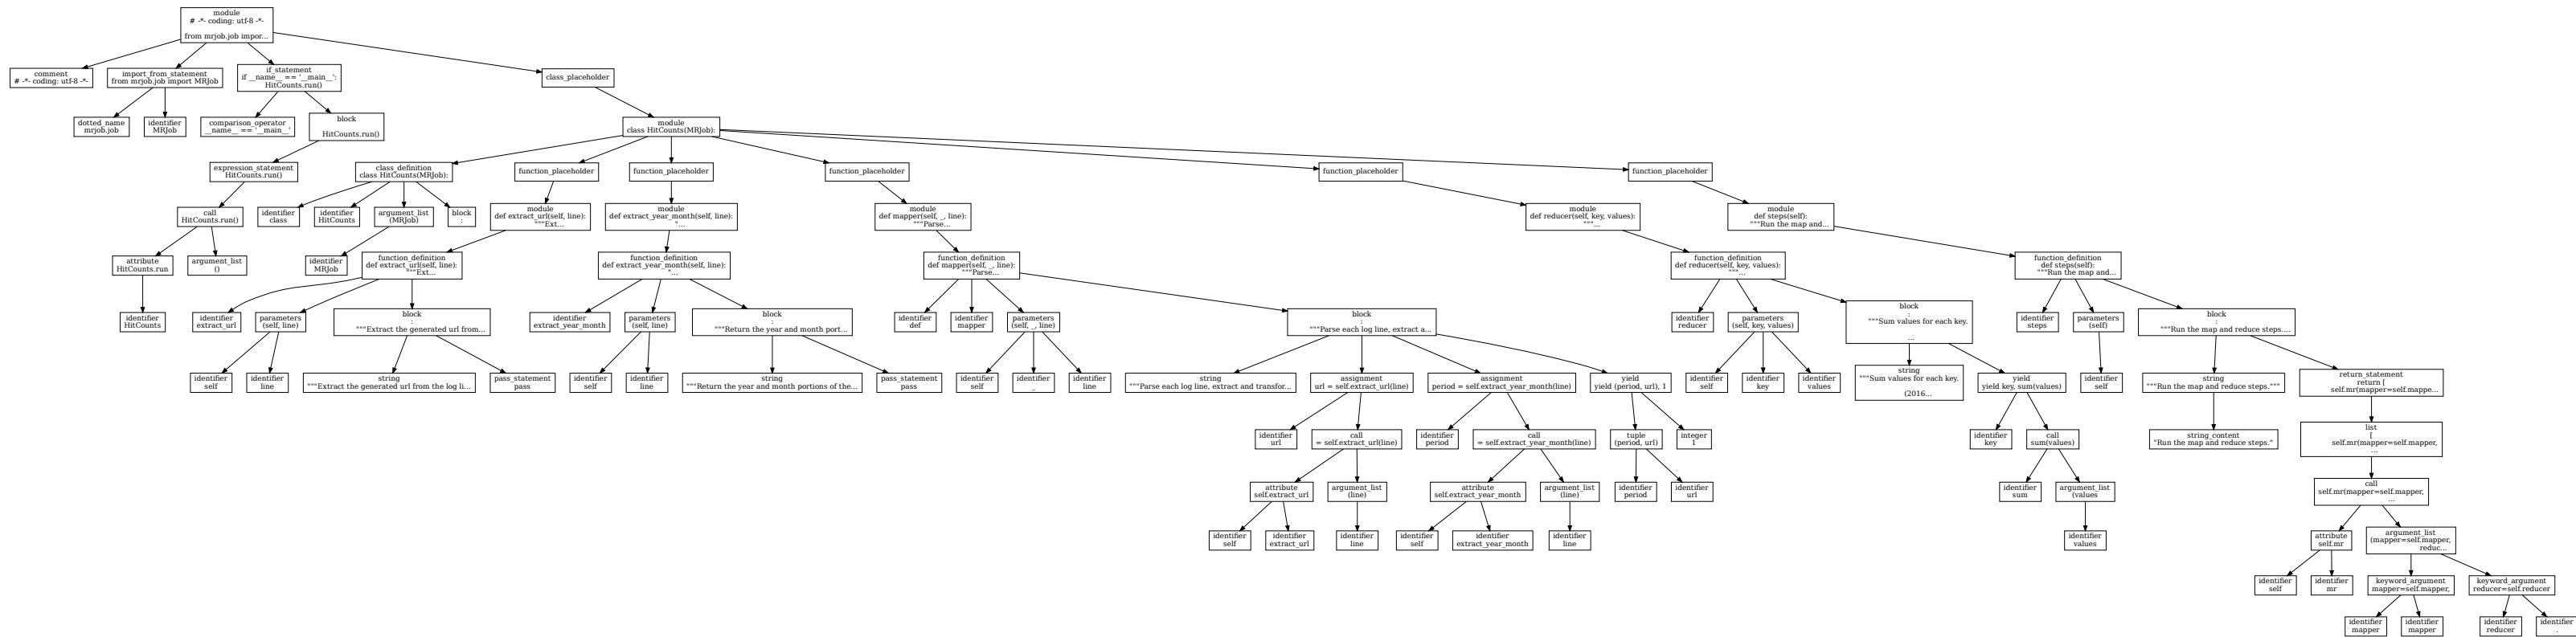 module
# -*- coding: utf-8 -*-
from mrjob.job impor...
comment
# -*- coding: utf-8 -*-
import_from_statement
from mrjob.job import MRJob
if_statement
if __name__ == '__main__':
HitCounts.run()
class_placeholder
dotted_name
mrjob.job
identifier
MRJob
comparison_operator
__name__ == '__main__'
block
HitCounts.run()
module
class HitCounts(MRJob):
expression_statement
HitCounts.run()
class_definition
class HitCounts(MRJob):
function_placeholder
function_placeholder
function_placeholder
function_placeholder
function_placeholder
call
HitCounts.run()
identifier
class
identifier
HitCounts
argument_list
(MRJob)
block
:
module
def extract_url(self, line):
"""Ext...
module
def extract_year_month(self, line):
"...
module
def mapper(self, _, line):
"""Parse...
module
def reducer(self, key, values):
"""...
module
def steps(self):
"""Run the map and...
attribute
HitCounts.run
argument_list
()
identifier
MRJob
function_definition
def extract_url(self, line):
"""Ext...
function_definition
def extract_year_month(self, line):
"...
function_definition
def mapper(self, _, line):
"""Parse...
function_definition
def reducer(self, key, values):
"""...
function_definition
def steps(self):
"""Run the map and...
identifier
HitCounts
identifier
extract_url
parameters
(self, line)
block
:
"""Extract the generated url from...
identifier
extract_year_month
parameters
(self, line)
block
:
"""Return the year and month port...
identifier
def
identifier
mapper
parameters
(self, _, line)
block
:
"""Parse each log line, extract a...
identifier
reducer
parameters
(self, key, values)
block
:
"""Sum values for each key.
...
identifier
steps
parameters
(self)
block
:
"""Run the map and reduce steps....
identifier
self
identifier
line
string
"""Extract the generated url from the log li...
pass_statement
pass
identifier
self
identifier
line
string
"""Return the year and month portions of the...
pass_statement
pass
identifier
self
identifier
_
identifier
line
string
"""Parse each log line, extract and transfor...
assignment
url = self.extract_url(line)
assignment
period = self.extract_year_month(line)
yield
yield (period, url), 1
identifier
self
identifier
key
identifier
values
string
"""Sum values for each key.
(2016...
yield
yield key, sum(values)
identifier
self
string
"""Run the map and reduce steps."""
return_statement
return [
self.mr(mapper=self.mappe...
identifier
url
call
= self.extract_url(line)
identifier
period
call
= self.extract_year_month(line)
tuple
(period, url)
integer
1
identifier
key
call
sum(values)
string_content
"Run the map and reduce steps."
list
[
self.mr(mapper=self.mapper,
...
attribute
self.extract_url
argument_list
(line)
attribute
self.extract_year_month
argument_list
(line)
identifier
period
identifier
url
identifier
sum
argument_list
(values
call
self.mr(mapper=self.mapper,
...
identifier
self
identifier
extract_url
identifier
line
identifier
self
identifier
extract_year_month
identifier
line
identifier
values
attribute
self.mr
argument_list
(mapper=self.mapper,
reduc...
identifier
self
identifier
mr
keyword_argument
mapper=self.mapper,
keyword_argument
reducer=self.reducer
identifier
mapper
identifier
mapper
identifier
reducer
identifier
.